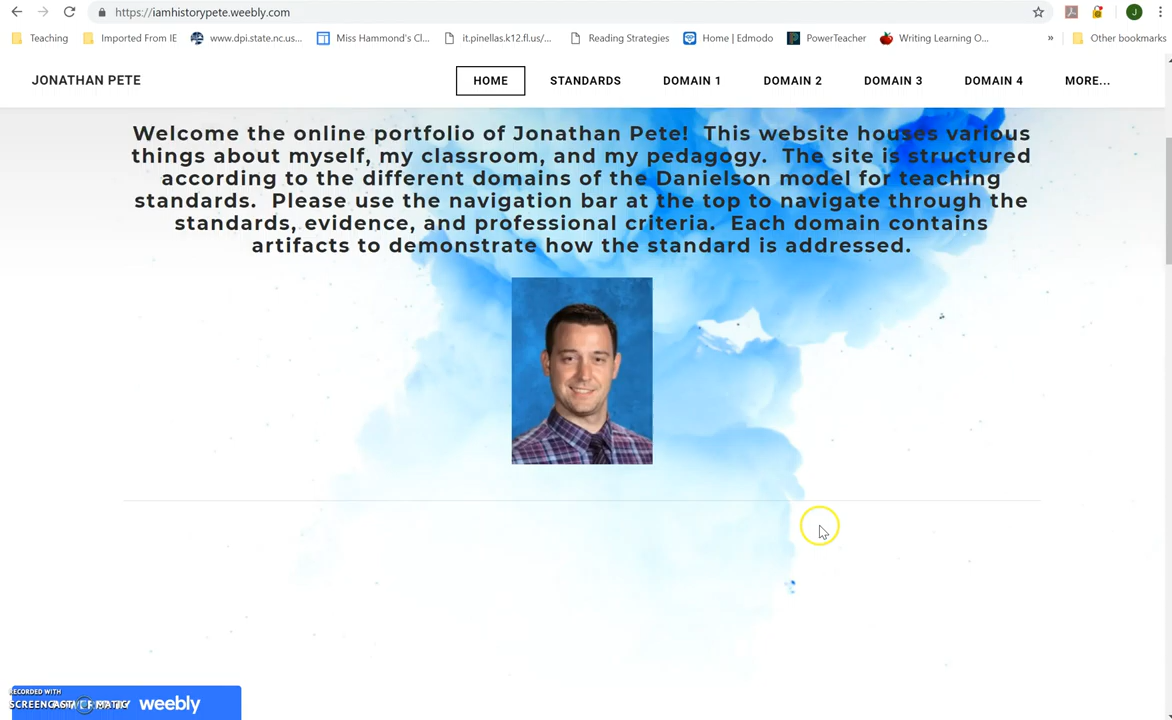 https://iamhistorypete.weebly.com
J
Teaching
Imported From IE
www.dpi.state.nc.us...
Miss Hammond's Cl...
it.pinellas.k12.fl.us/...
Reading Strategies
Home | Edmodo
PowerTeacher
Writing Learning O...
»
Other bookmarks
JONATHAN PETE
HOME
STANDARDS
DOMAIN 1
DOMAIN 2
DOMAIN 3
DOMAIN 4
MORE...
Welcome the online portfolio of Jonathan Pete! This website houses various
things about myself, my classroom, and my pedagogy. The site is structured
according to the different domains of the Danielson model for teaching
standards. Please use the navigation bar at the top to navigate through the
standards, evidence, and professional criteria. Each domain contains
artifacts to demonstrate how the standard is addressed.
RECORDED WITH
SCREENCAST-O-MATIC
weebly